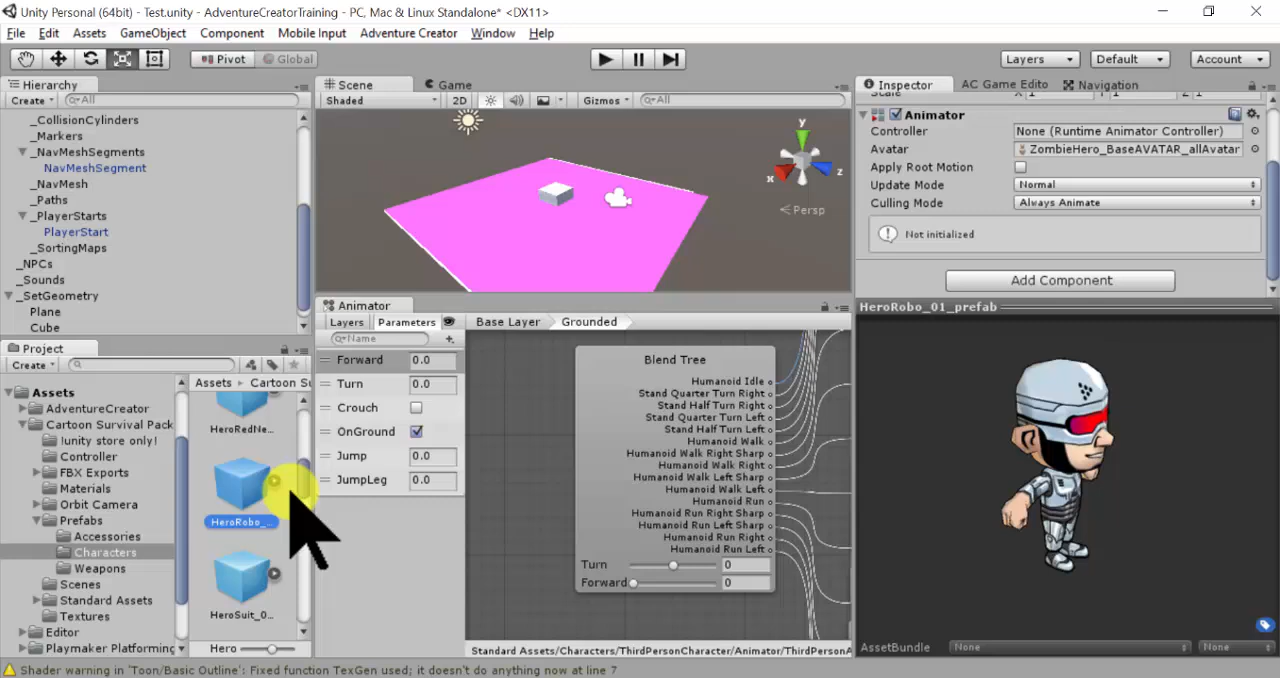 Unity Personal (64bit) - Test.unity - AdventureCreatorTraining - PC, Mac & Linux Standalone* <DX11>
File Edit Assets GameObject Component Mobile Input Adventure Creator Window Help
Pivot Global Layers Default Account
Hierarchy
Create All
_CollisionCylinders
_Markers
_NavMeshSegments
NavMeshSegment
_NavMesh
_Paths
_PlayerStarts
PlayerStart
_SortingMaps
_NPCs
_Sounds
_SetGeometry
Plane
Cube
Scene Game
Shaded 2D Gizmos All
y
x
z
Persp
Inspector AC Game Edito Navigation
Animator
Controller None (Runtime Animator Controller)
Avatar ZombieHero_BaseAVATAR_allAvatar
Apply Root Motion
Update Mode Normal
Culling Mode Always Animate
Not initialized
Add Component
HeroRobo_01_prefab
AssetBundle None None
Project
Create
Assets
AdventureCreator
Cartoon Survival Pack
!unity store only!
Controller
FBX Exports
Materials
Orbit Camera
Prefabs
Accessories
Characters
Weapons
Scenes
Standard Assets
Textures
Editor
Playmaker Platforming
Assets Cartoon Su
HeroRedNe...
HeroRobo_...
HeroSuit_0...
Hero
Animator
Layers Parameters
Name
Forward 0.0
Turn 0.0
Crouch
OnGround
Jump 0.0
JumpLeg 0.0
Base Layer Grounded
Blend Tree
Humanoid Idle
Stand Quarter Turn Right
Stand Half Turn Right
Stand Quarter Turn Left
Stand Half Turn Left
Humanoid Walk
Humanoid Walk Right Sharp
Humanoid Walk Right
Humanoid Walk Left Sharp
Humanoid Walk Left
Humanoid Run
Humanoid Run Right Sharp
Humanoid Run Left Sharp
Humanoid Run Right
Humanoid Run Left
Turn 0
Forward 0
Standard Assets/Characters/ThirdPersonCharacter/Animator/ThirdPersonA
Shader warning in 'Toon/Basic Outline': Fixed function TexGen used; it doesn't do anything now at line 7